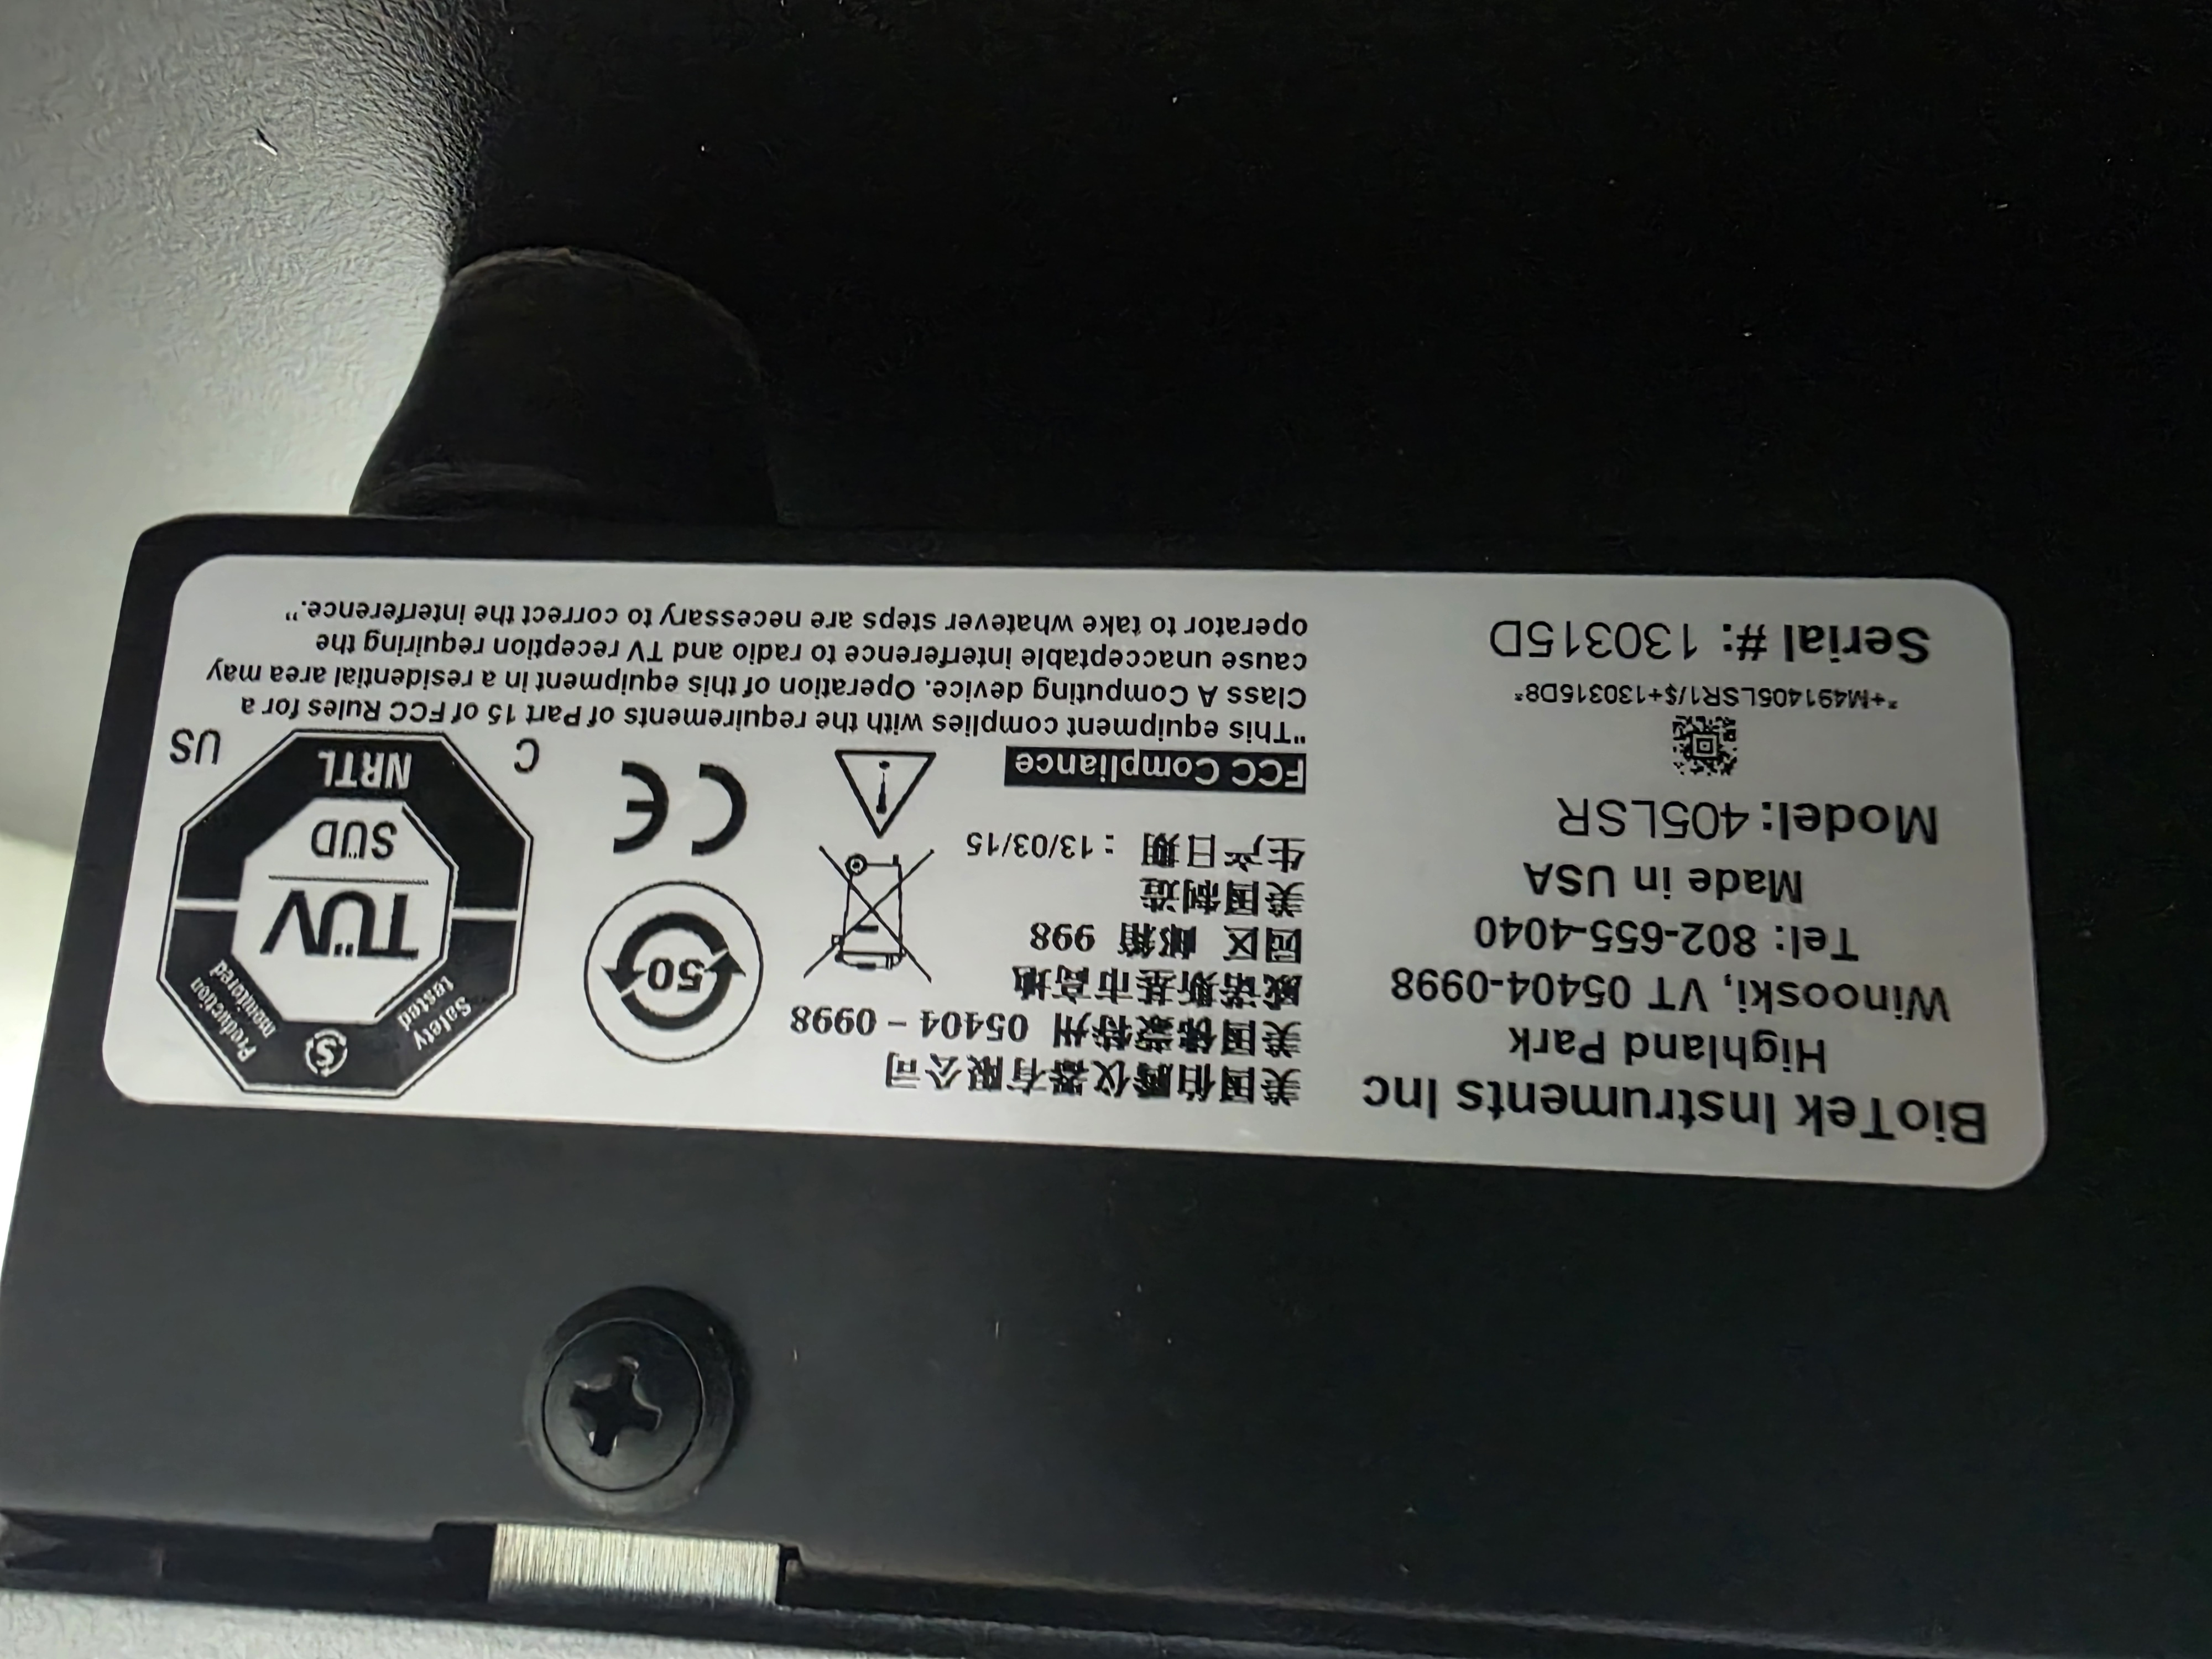 BioTek Instruments Inc
Highland Park
Winooski, VT 05404-0998
Tel: 802-655-4040
Made in USA
Model: 405LSR
*+M491405LSR1/$+130315D8*
Serial #: 130315D
美国伯腾仪器有限公司
美国佛蒙特州 05404 - 0998
威诺斯基市高地
园区 邮箱 998
美国制造
生产日期 : 13/03/15
FCC Compliance
"This equipment complies with the requirements of Part 15 of FCC Rules for a
Class A Computing device. Operation of this equipment in a residential area may
cause unacceptable interference to radio and TV reception requiring the
operator to take whatever steps are necessary to correct the interference."
50
CE
Safety
tested
S
Production
monitored
TÜV
SÜD
NRTL
C US